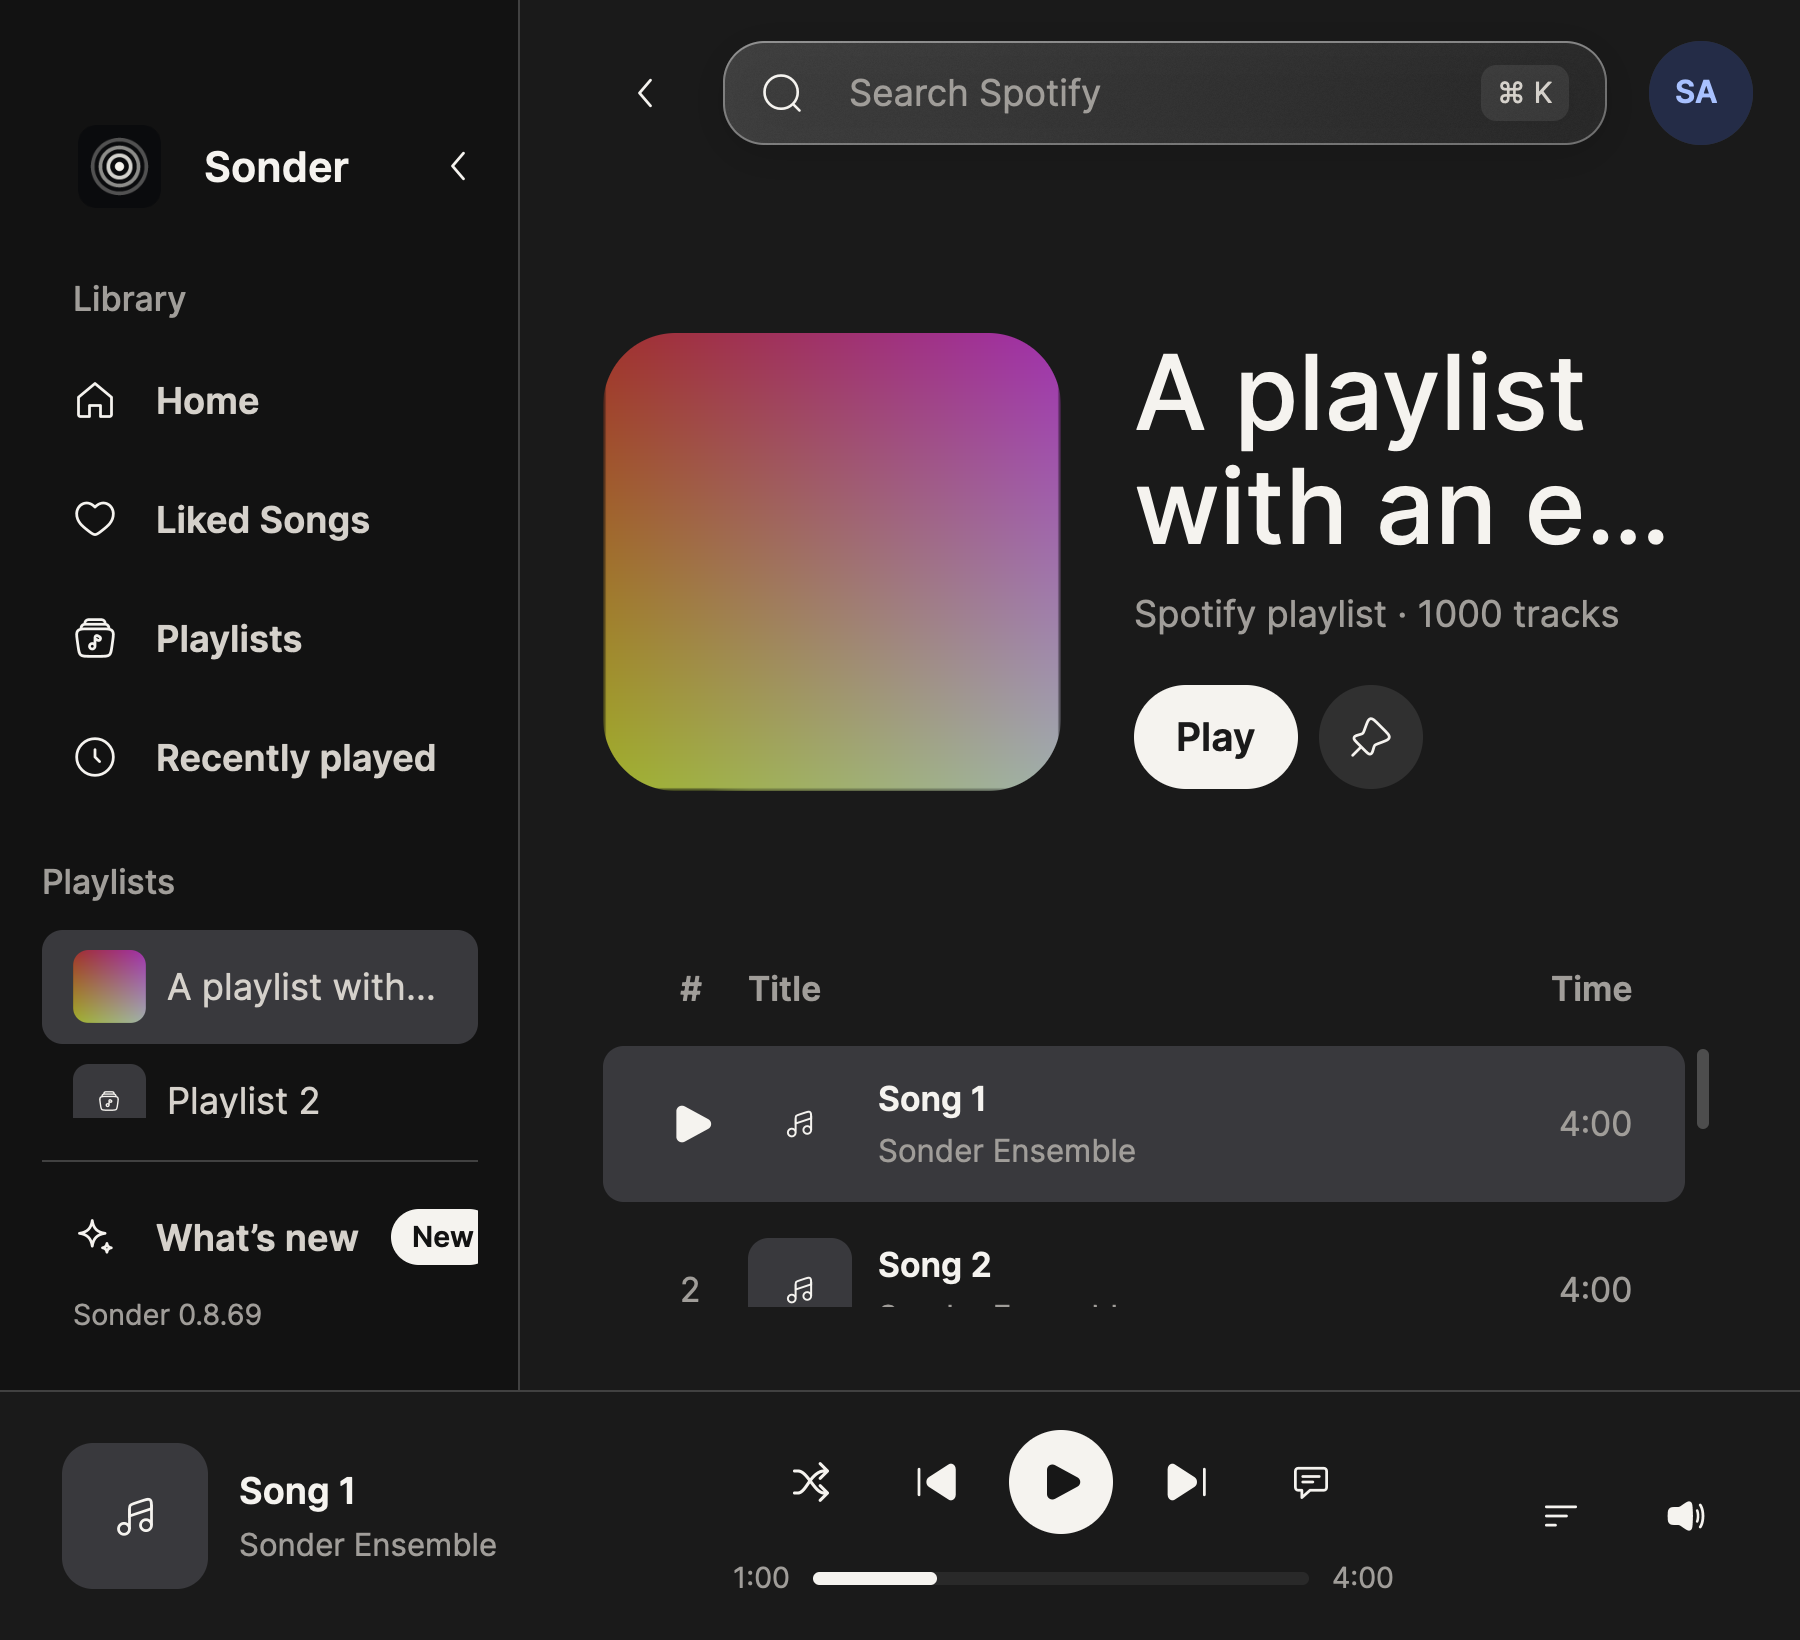 Sonder
Library
Home
Liked Songs
Playlists
Recently played
Playlists
A playlist with...
Playlist 2
What's new New
Sonder 0.8.69
Search Spotify ⌘ K
SA
A playlist
with an e...
Spotify playlist · 1000 tracks
Play
# Title Time
Song 1
Sonder Ensemble
4:00
2
Song 2
4:00
Song 1
Sonder Ensemble
1:00 4:00